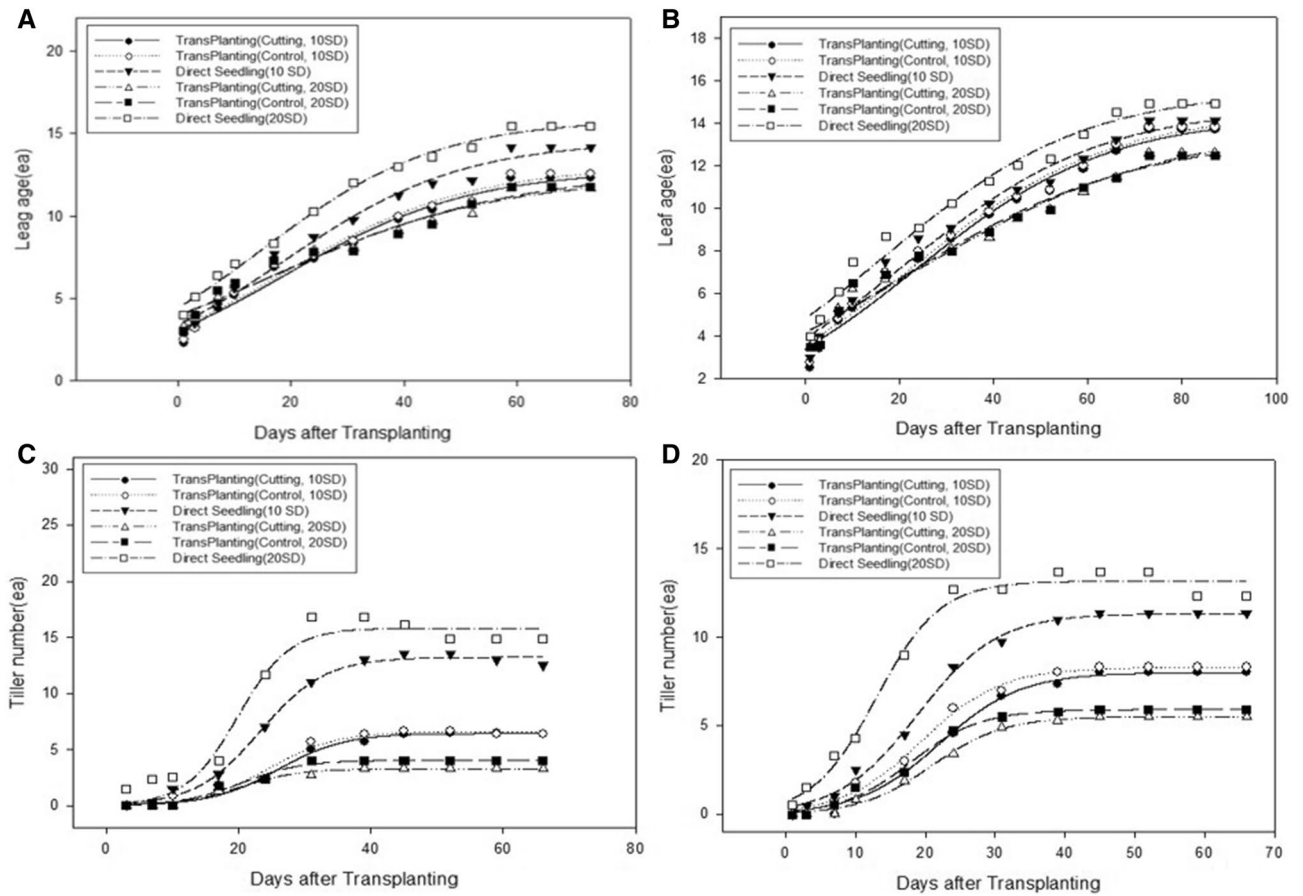 A
TransPlanting(Cutting, 10SD)
TransPlanting(Control, 10SD)
Direct Seedling(10 SD)
TransPlanting(Cutting, 20SD)
TransPlanting(Control, 20SD)
Direct Seedling(20SD)
Leag age(ea)
20
15
10
5
0
0
20
40
60
80
Days after Transplanting
B
TransPlanting(Cutting, 10SD)
TransPlanting(Control, 10SD)
Direct Seedling(10 SD)
TransPlanting(Cutting, 20SD)
TransPlanting(Control, 20SD)
Direct Seedling(20SD)
Leaf age(ea)
18
16
14
12
10
8
6
4
2
0
20
40
60
80
100
Days after Transplanting
C
TransPlanting(Cutting, 10SD)
TransPlanting(Control, 10SD)
Direct Seedling(10 SD)
TransPlanting(Cutting, 20SD)
TransPlanting(Control, 20SD)
Direct Seedling(20SD)
Tiller number(ea)
30
25
20
15
10
5
0
0
20
40
60
80
Days after Transplanting
D
TransPlanting(Cutting, 10SD)
TransPlanting(Control, 10SD)
Direct Seedling(10 SD)
TransPlanting(Cutting, 20SD)
TransPlanting(Control, 20SD)
Direct Seedling(20SD)
Tiller number(ea)
20
15
10
5
0
0
10
20
30
40
50
60
70
Days after Transplanting